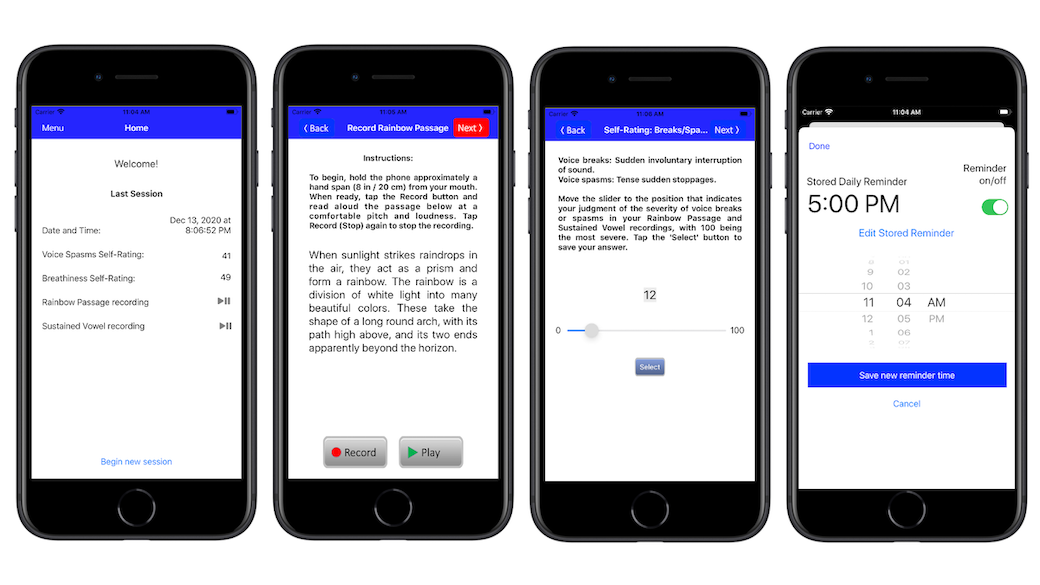 Carrier 11:04 AM
Menu Home
Welcome!
Last Session
Date and Time: Dec 13, 2020 at
8:06:52 PM
Voice Spasms Self-Rating: 41
Breathiness Self-Rating: 49
Rainbow Passage recording
Sustained Vowel recording
Begin new session
Carrier 11:05 AM
Back Record Rainbow Passage Next
Instructions:
To begin, hold the phone approximately a
hand span (8 in / 20 cm) from your mouth.
When ready, tap the Record button and
read aloud the passage below at a
comfortable pitch and loudness. Tap
Record (Stop) again to stop the recording.
When sunlight strikes raindrops in
the air, they act as a prism and
form a rainbow. The rainbow is a
division of white light into many
beautiful colors. These take the
shape of a long round arch, with its
path high above, and its two ends
apparently beyond the horizon.
Record Play
Carrier
Back Self-Rating: Breaks/Spa... Next
Voice breaks: Sudden involuntary interruption
of sound.
Voice spasms: Tense sudden stoppages.
Move the slider to the position that indicates
your judgment of the severity of voice breaks
or spasms in your Rainbow Passage and
Sustained Vowel recordings, with 100 being
the most severe. Tap the 'Select' button to
save your answer.
12
0 100
Select
Carrier 11:04 AM
Done
Reminder
on/off
Stored Daily Reminder
5:00 PM
Edit Stored Reminder
8 01
9 02
10 03
11 04 AM
12 05 PM
1 06
2 07
Save new reminder time
Cancel